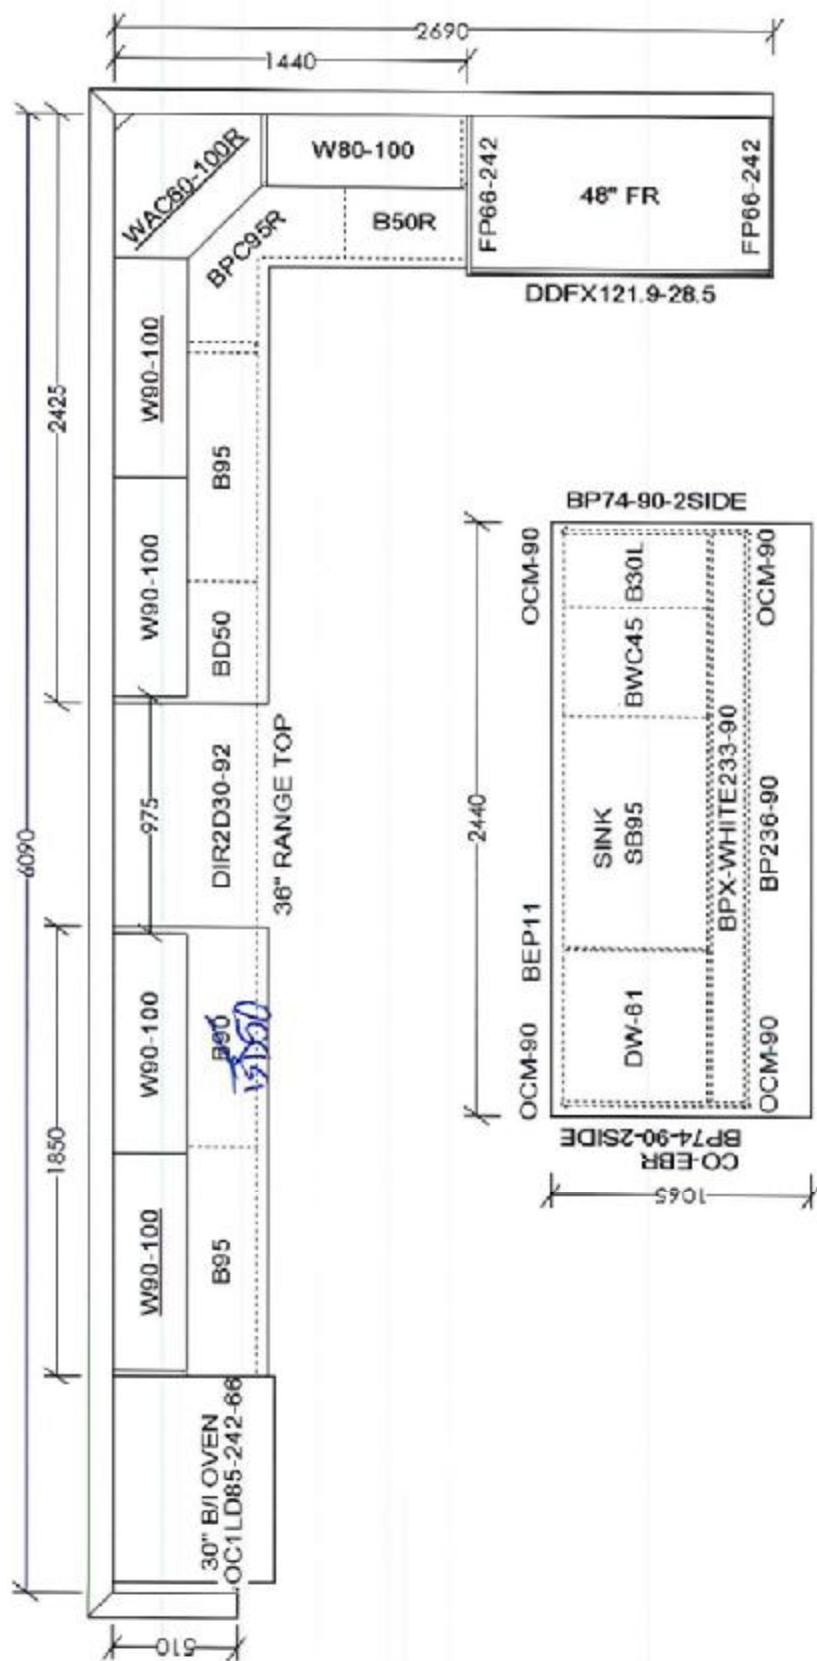 2690
1440
W80-100
WAC60-100R
BPC95R
B50R
FP66-242
48" FR
FP66-242
DDFX121.9-28.5
W90-100
B95
2425
W90-100
BD50
975
DIR2D30-92
36" RANGE TOP
6090
W90-100
B90
1850
W90-100
B95
30" B/I OVEN
OC1LD85-242-66
510
BP74-90-2SIDE
OCM-90
B30L
OCM-90
BWC45
2440
SINK
SB95
BPX-WHITE233-90
BP236-90
BEP11
OCM-90
DW-61
OCM-90
BP74-90-2SIDE
CO-EBR
1065